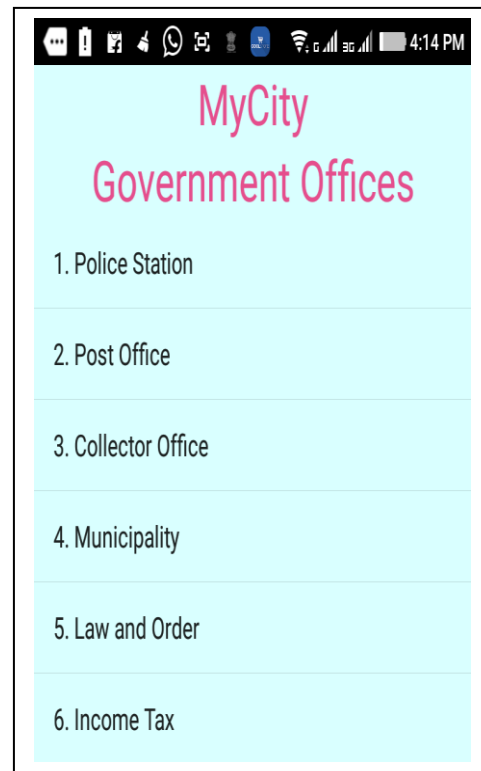 4:14 PM
MyCity
Government Offices
1. Police Station
2. Post Office
3. Collector Office
4. Municipality
5. Law and Order
6. Income Tax